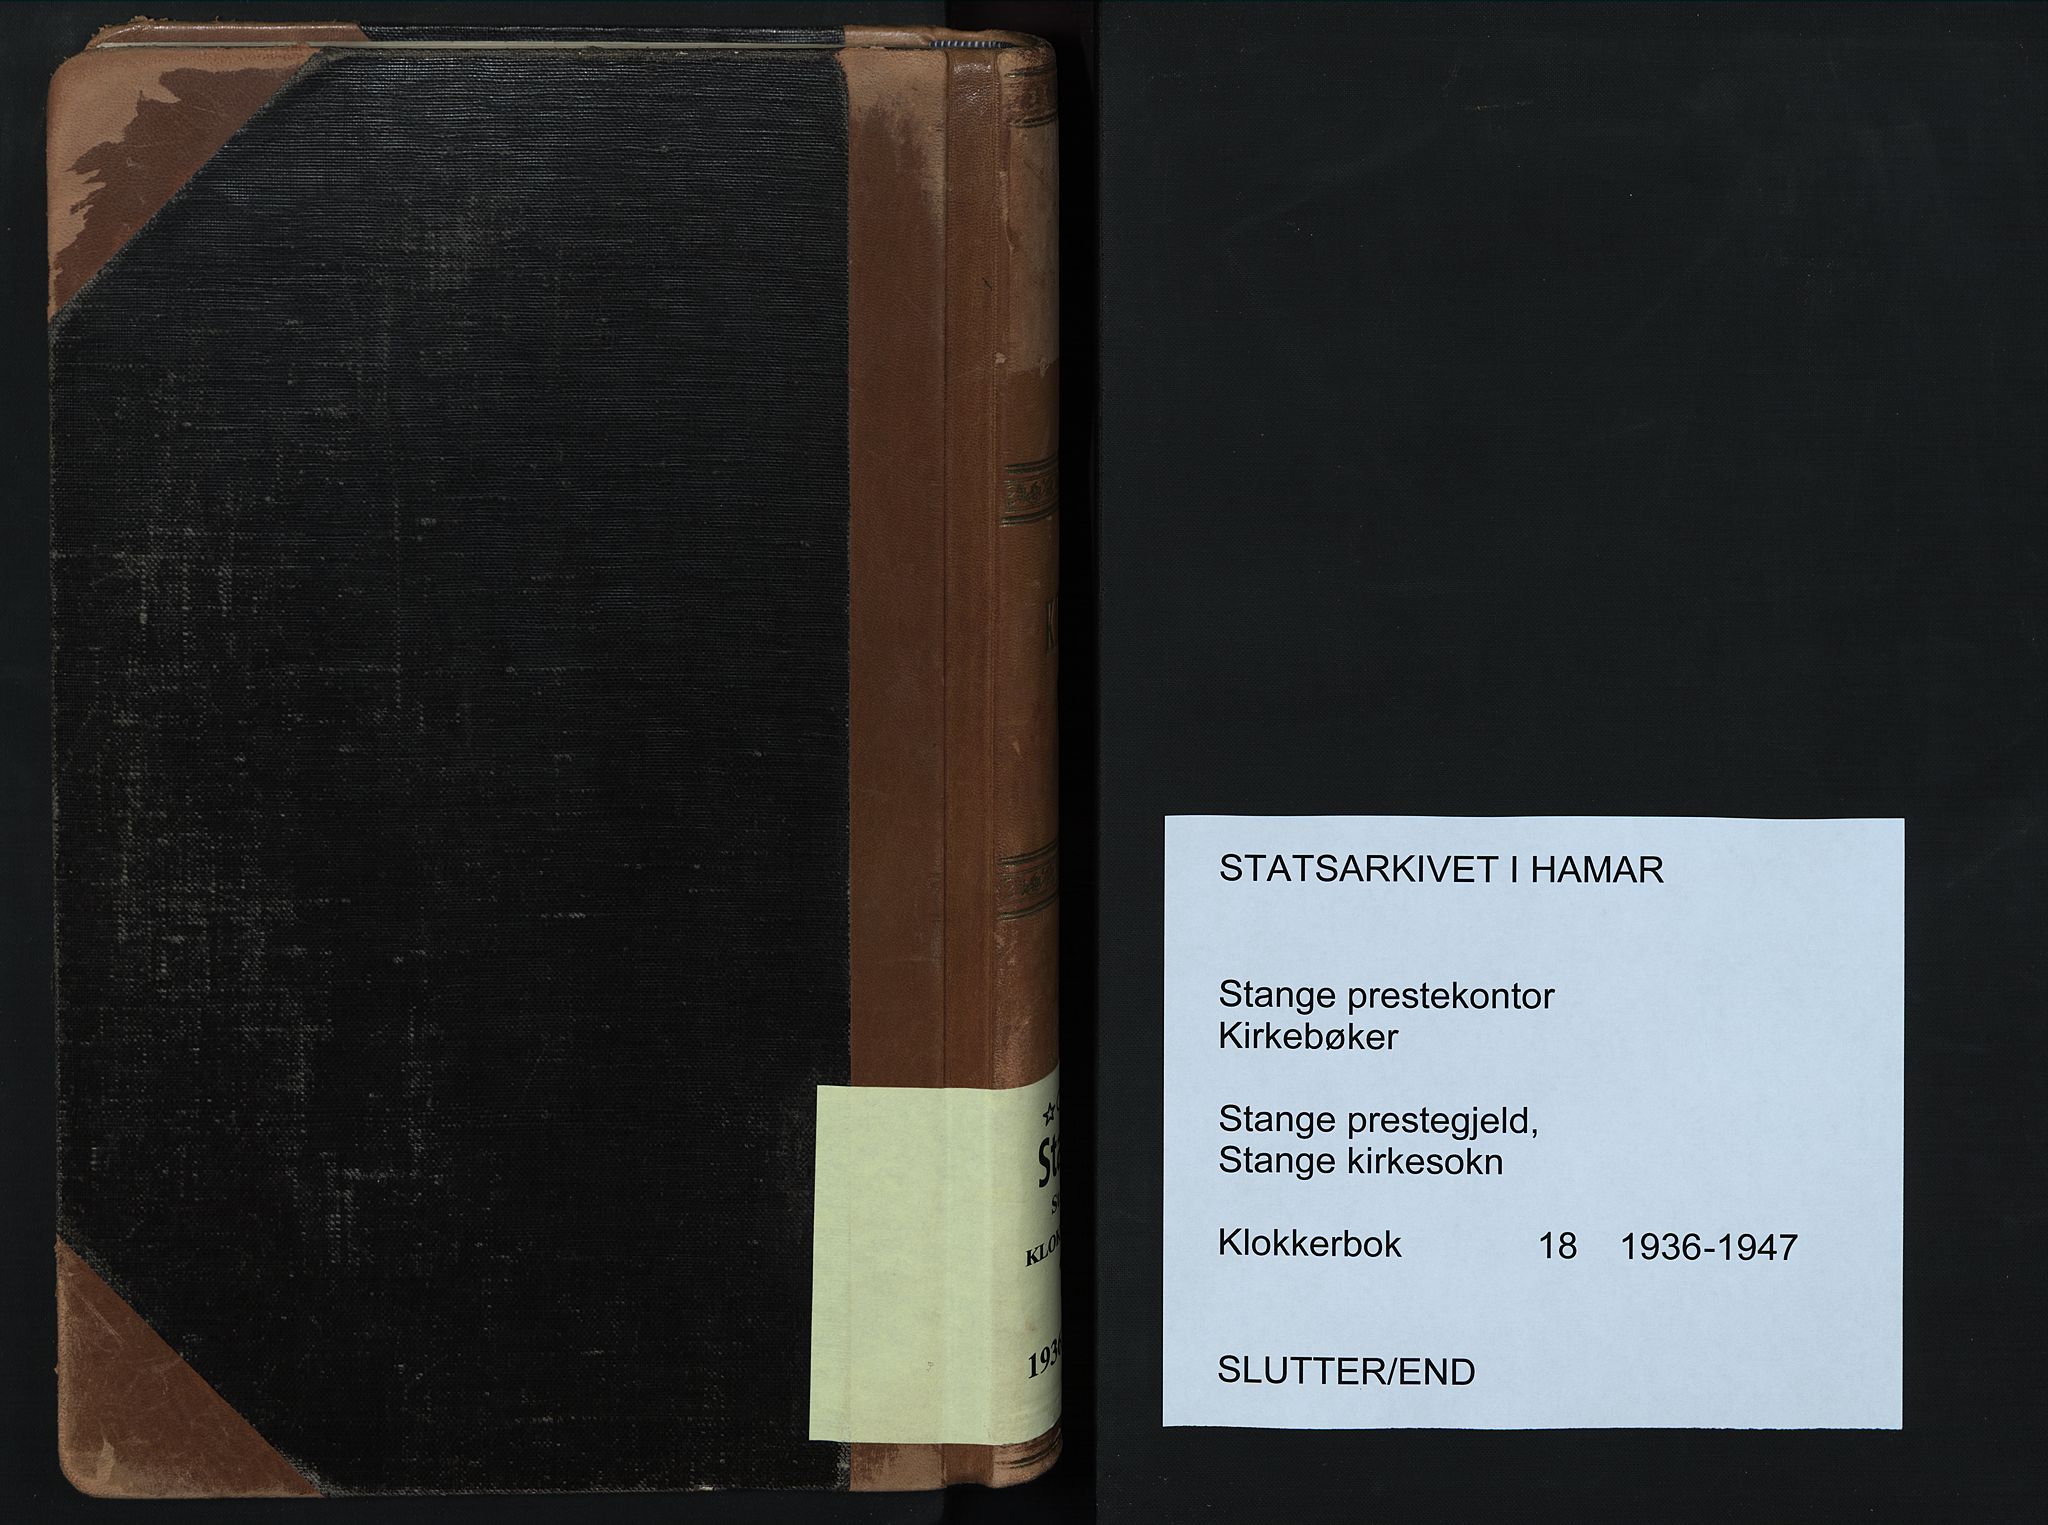 STATSARKIVET I HAMAR
Stange prestekontor
Kirkebøker
Stange prestegjeld,
Stange kirkesokn
Klokkerbok 18 1936-1947
SLUTTER/END